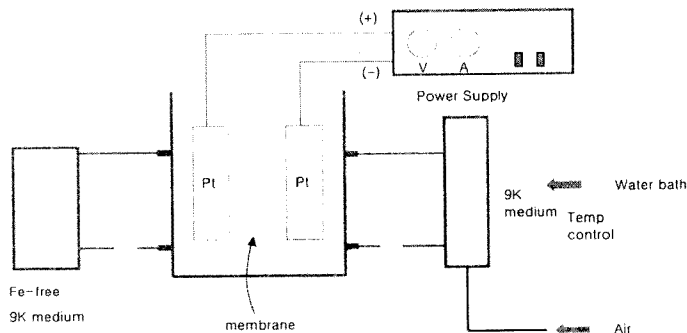 (+)
(-)
V
A
Power Supply
Pt
Pt
9K
medium
Water bath
Temp
control
Fe-free
9K medium
membrane
Air